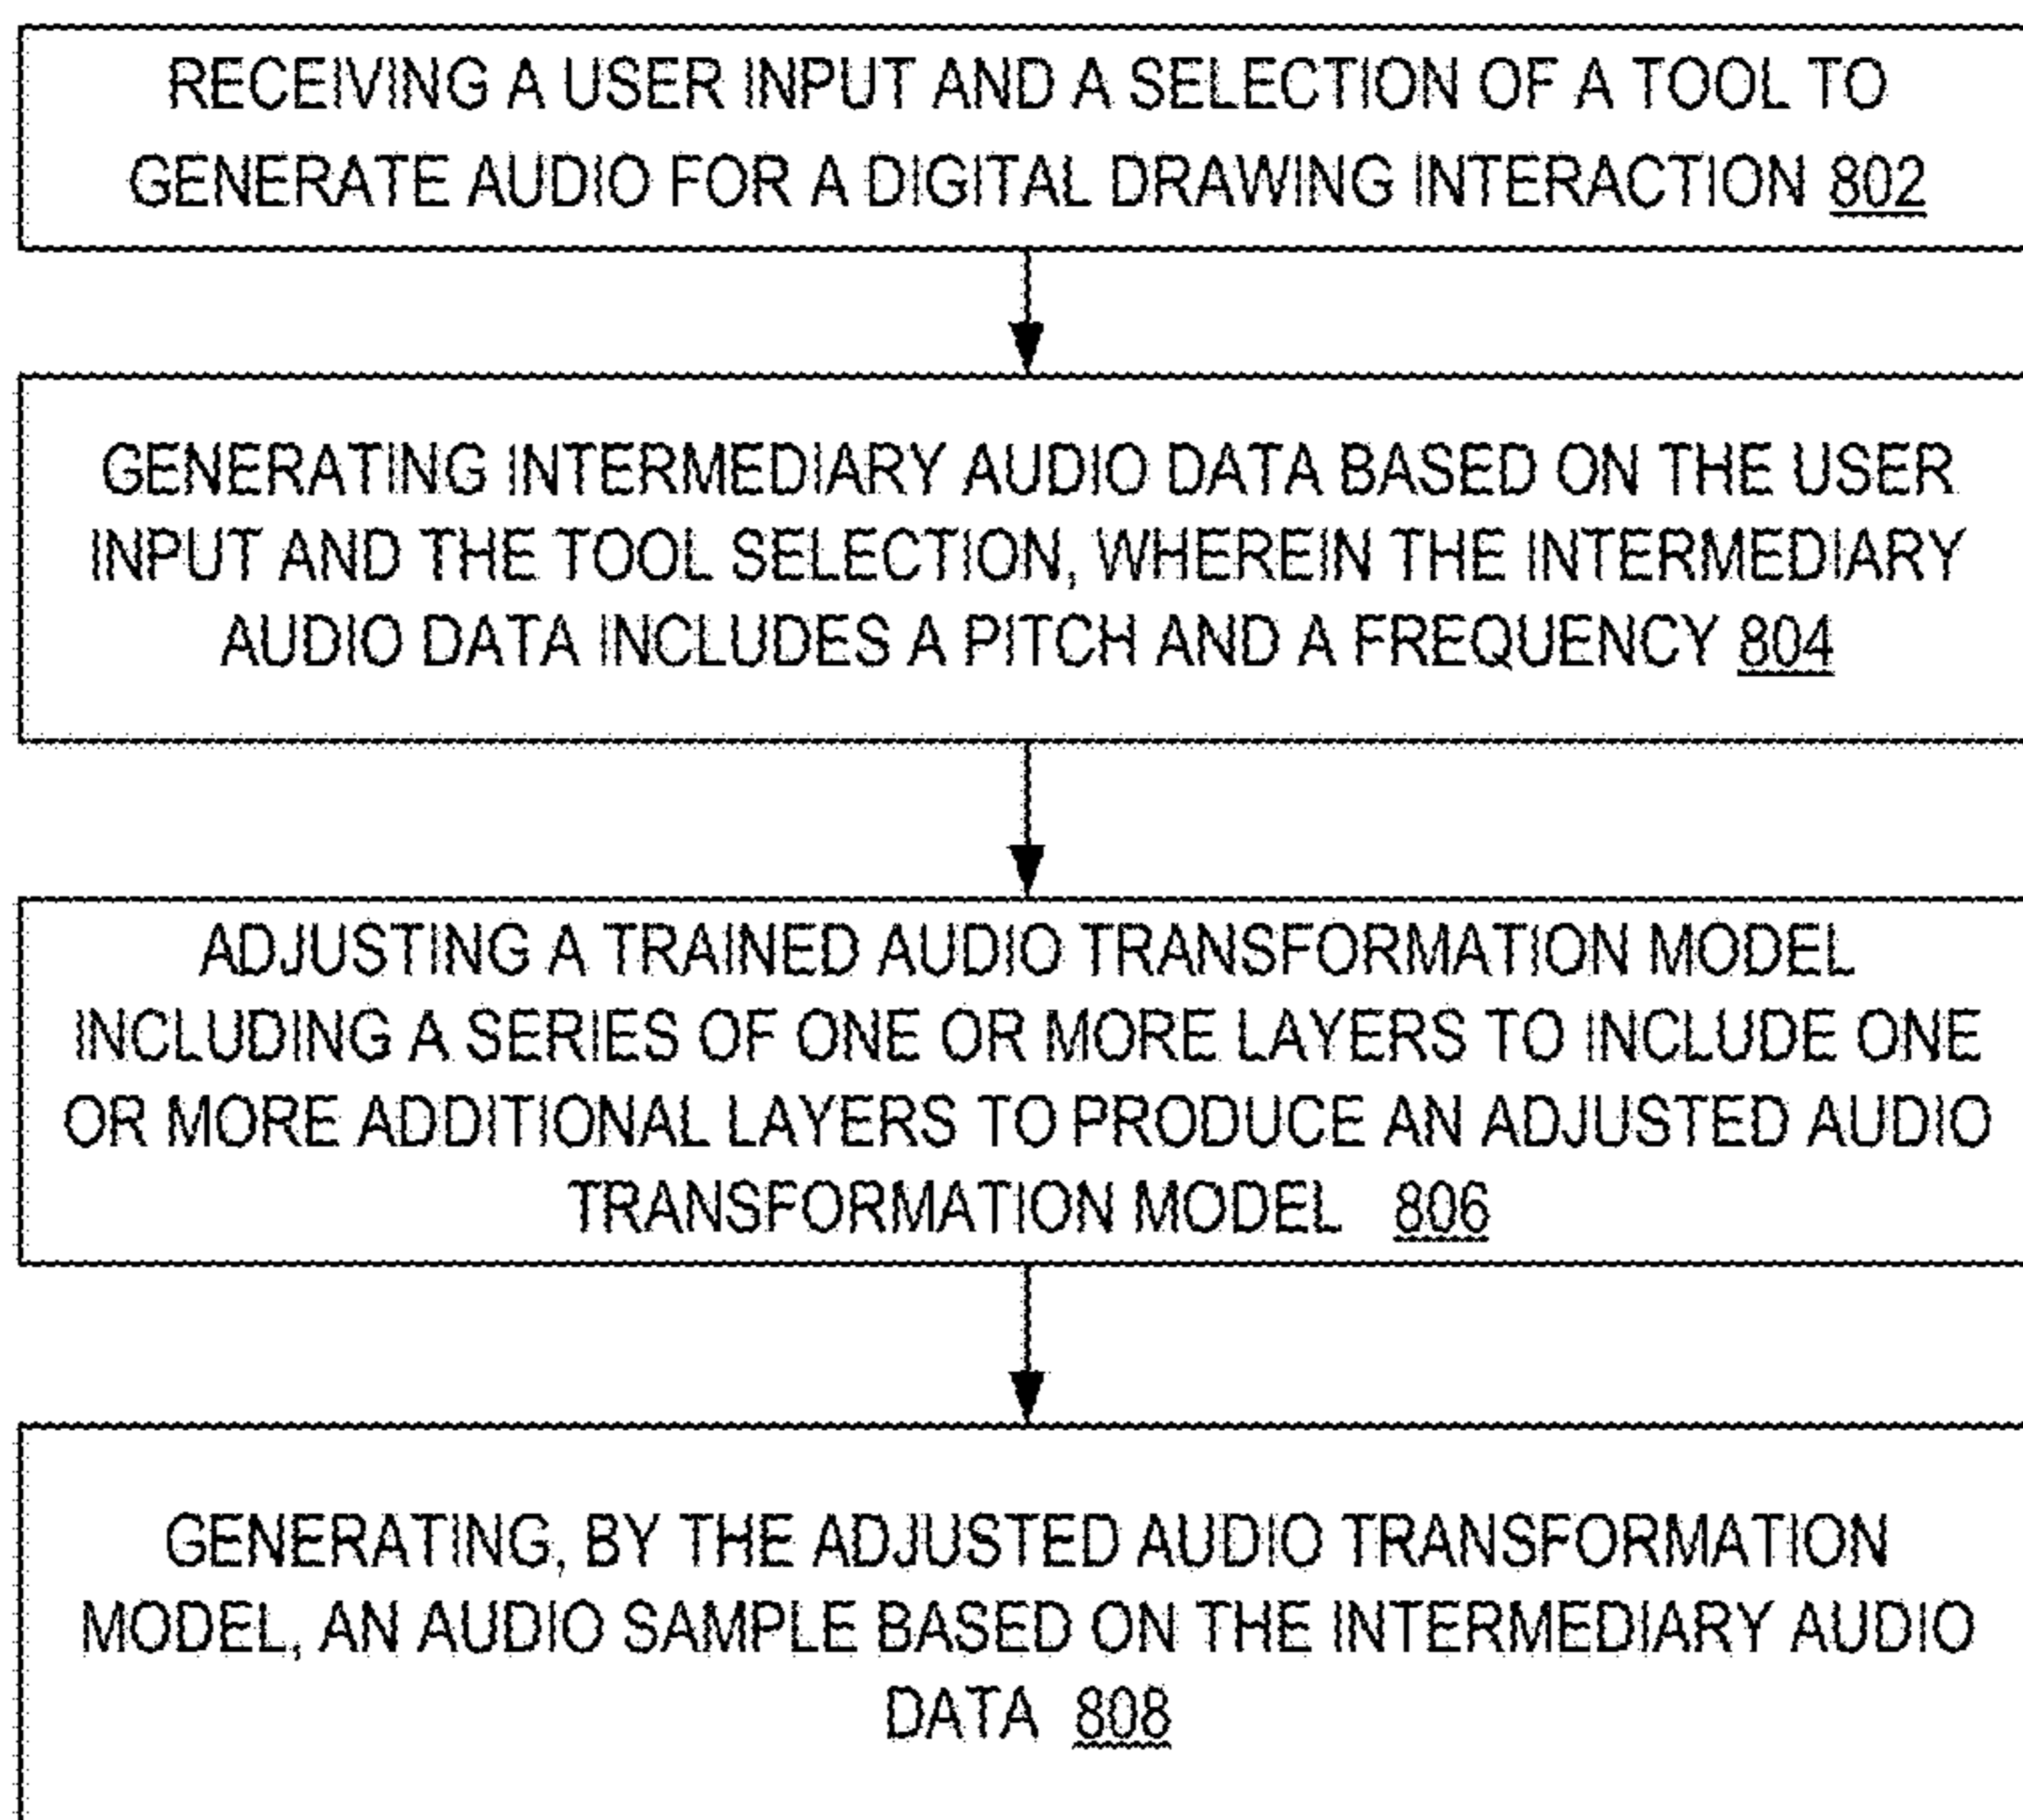 RECEIVING A USER INPUT AND A SELECTION OF A TOOL TO
GENERATE AUDIO FOR A DIGITAL DRAWING INTERACTION 802
GENERATING INTERMEDIARY AUDIO DATA BASED ON THE USER
INPUT AND THE TOOL SELECTION, WHEREIN THE INTERMEDIARY
AUDIO DATA INCLUDES A PITCH AND A FREQUENCY 804
ADJUSTING A TRAINED AUDIO TRANSFORMATION MODEL
INCLUDING A SERIES OF ONE OR MORE LAYERS TO INCLUDE ONE
OR MORE ADDITIONAL LAYERS TO PRODUCE AN ADJUSTED AUDIO
TRANSFORMATION MODEL 806
GENERATING, BY THE ADJUSTED AUDIO TRANSFORMATION
MODEL, AN AUDIO SAMPLE BASED ON THE INTERMEDIARY AUDIO
DATA 808